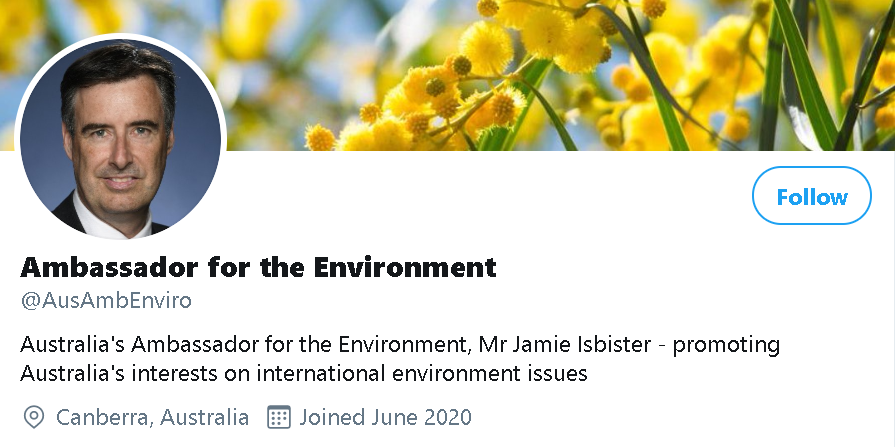 Follow
Ambassador for the Environment
@AusAmbEnviro
Australia's Ambassador for the Environment, Mr Jamie Isbister - promoting
Australia's interests on international environment issues
Canberra, Australia Joined June 2020